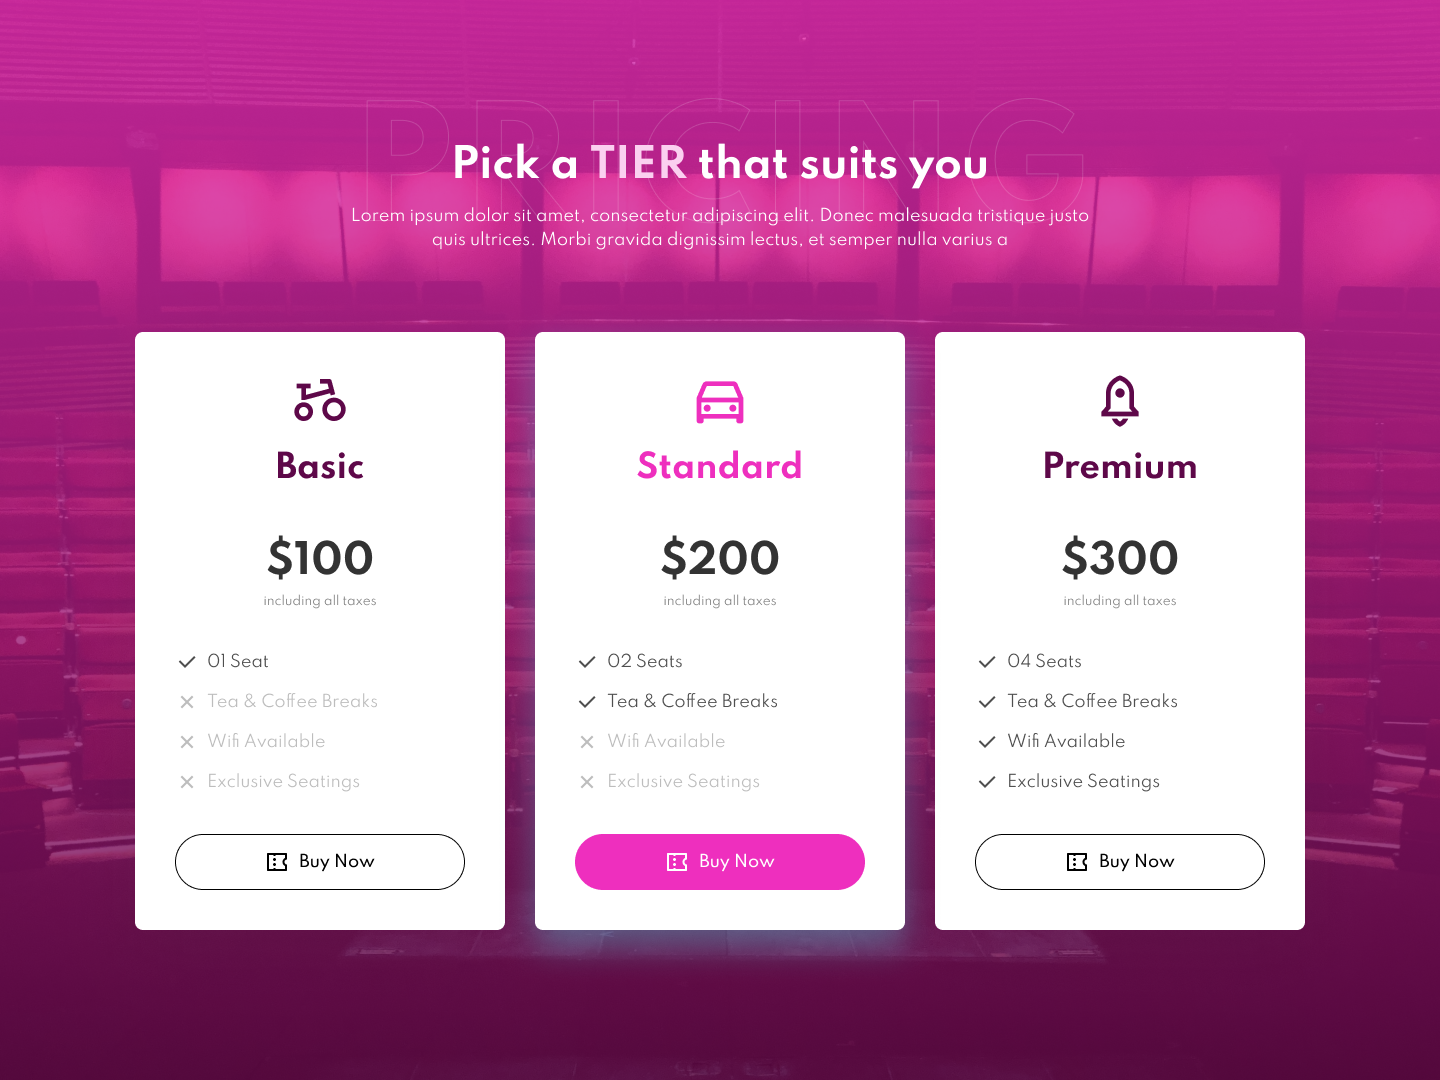 PRICING
Pick a TIER that suits you
Lorem ipsum dolor sit amet, consectetur adipiscing elit. Donec malesuada tristique justo
quis ultrices. Morbi gravida dignissim lectus, et semper nulla varius a
Basic
$100
including all taxes
01 Seat
Tea & Coffee Breaks
Wifi Available
Exclusive Seatings
Buy Now
Standard
$200
including all taxes
02 Seats
Tea & Coffee Breaks
Wifi Available
Exclusive Seatings
Buy Now
Premium
$300
including all taxes
04 Seats
Tea & Coffee Breaks
Wifi Available
Exclusive Seatings
Buy Now